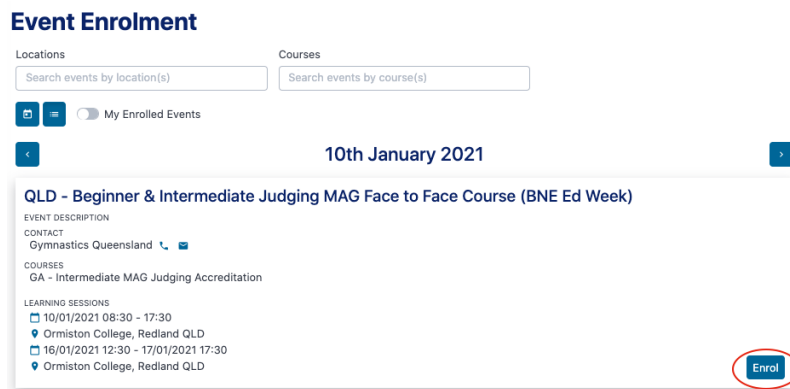 Event Enrolment
Locations
Courses
Search events by location(s)
Search events by course(s)
My Enrolled Events
10th January 2021
QLD - Beginner & Intermediate Judging MAG Face to Face Course (BNE Ed Week)
EVENT DESCRIPTION
CONTACT
Gymnastics Queensland
COURSES
GA - Intermediate MAG Judging Accreditation
LEARNING SESSIONS
10/01/2021 08:30 - 17:30
Ormiston College, Redland QLD
16/01/2021 12:30 - 17/01/2021 17:30
Ormiston College, Redland QLD
Enrol